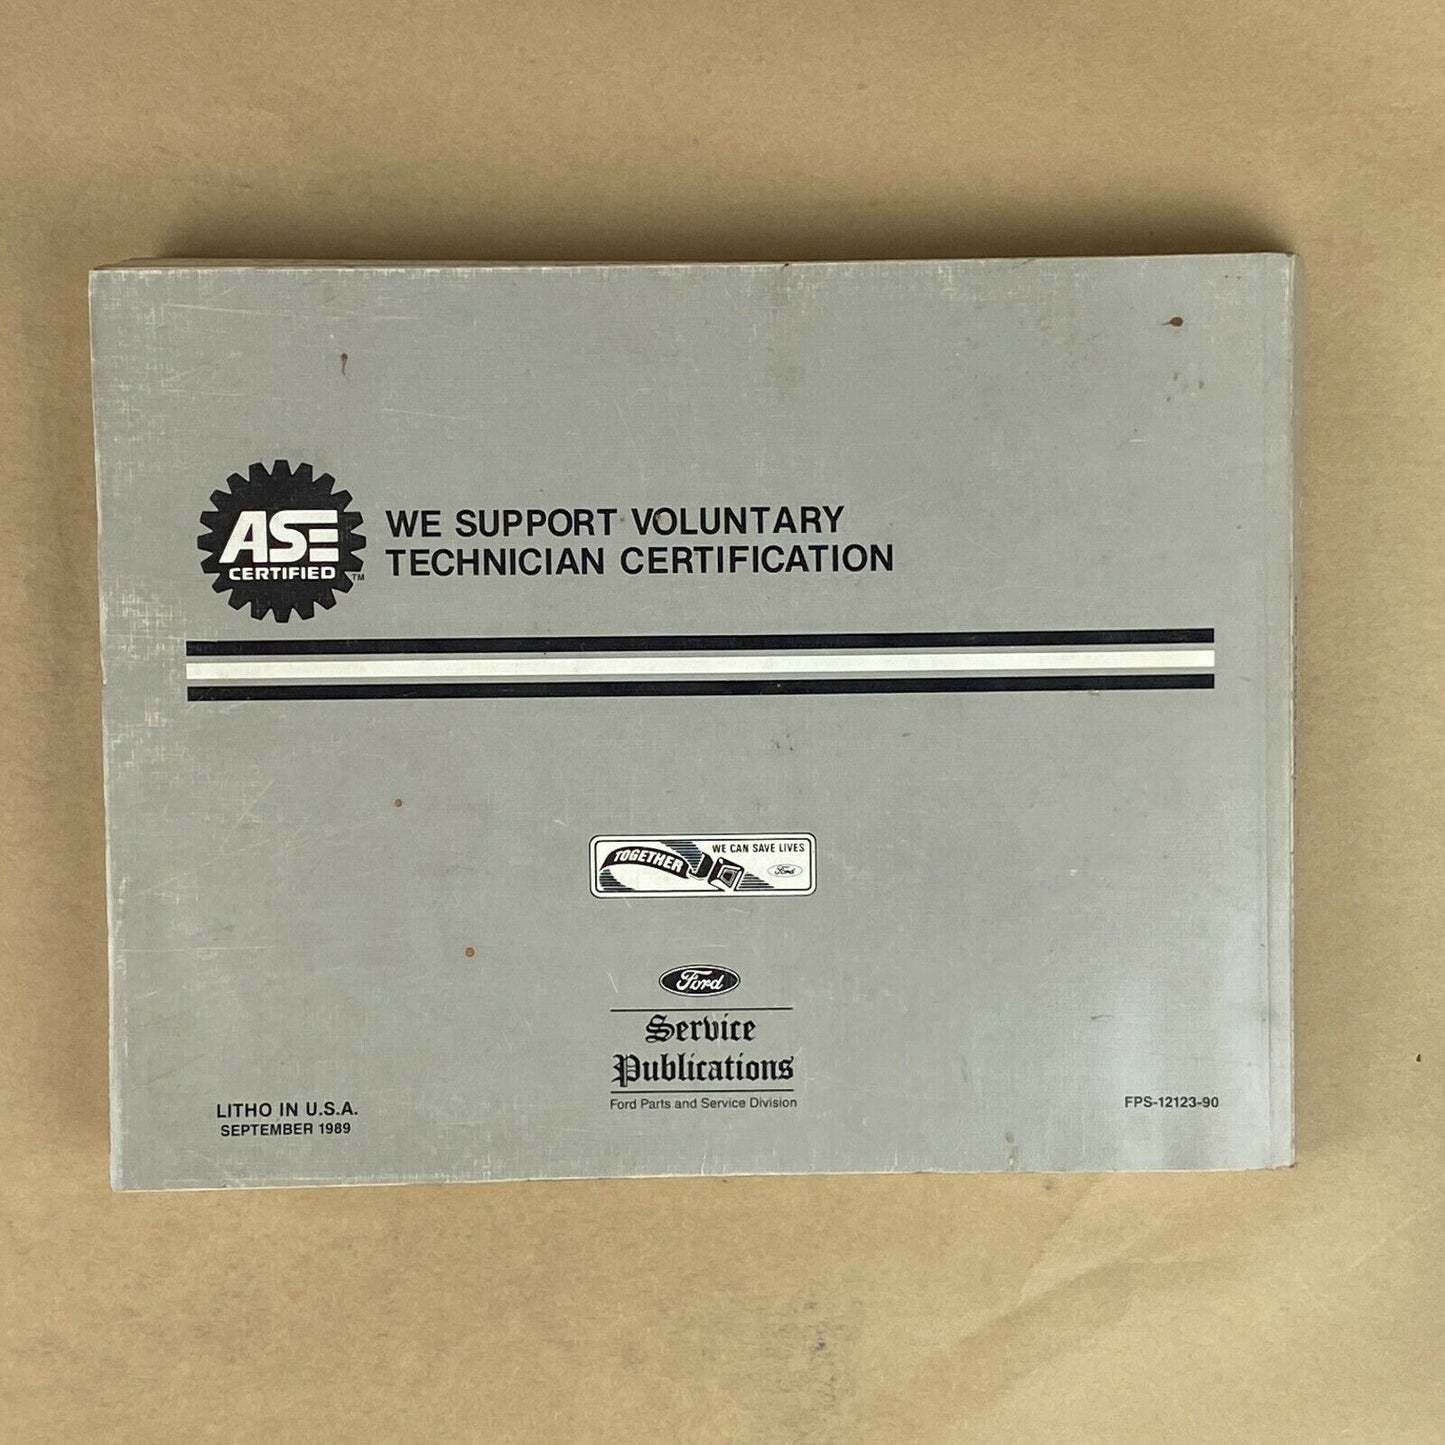 ASE
CERTIFIED
TM
WE SUPPORT VOLUNTARY
TECHNICIAN CERTIFICATION
TOGETHER
WE CAN SAVE LIVES
Ford
Ford
Service
Publications
Ford Parts and Service Division
LITHO IN U.S.A.
SEPTEMBER 1989
FPS-12123-90